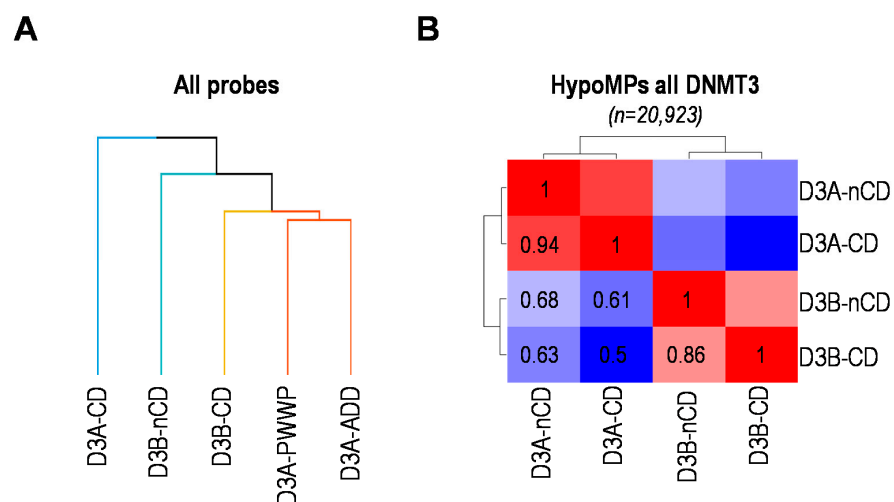 A
All probes
D3A-CD
D3B-nCD
D3B-CD
D3A-PWWP
D3A-ADD
B
HypoMPs all DNMT3
(n=20,923)
1 D3A-nCD
0.94 1 D3A-CD
0.68 0.61 1 D3B-nCD
0.63 0.5 0.86 1 D3B-CD
D3A-nCD
D3A-CD
D3B-nCD
D3B-CD